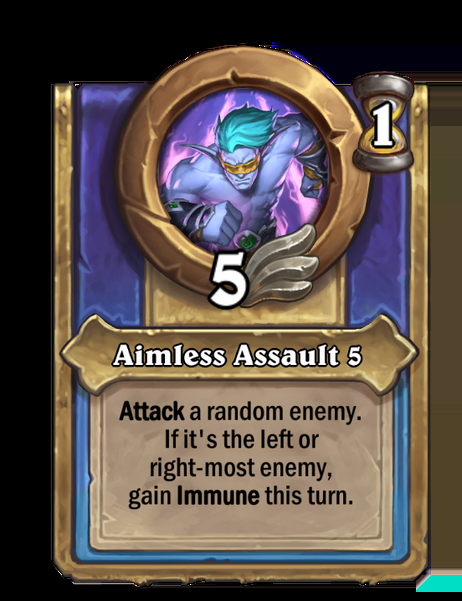 1
5
Aimless Assault 5
Attack a random enemy.
If it's the left or
right-most enemy,
gain Immune this turn.